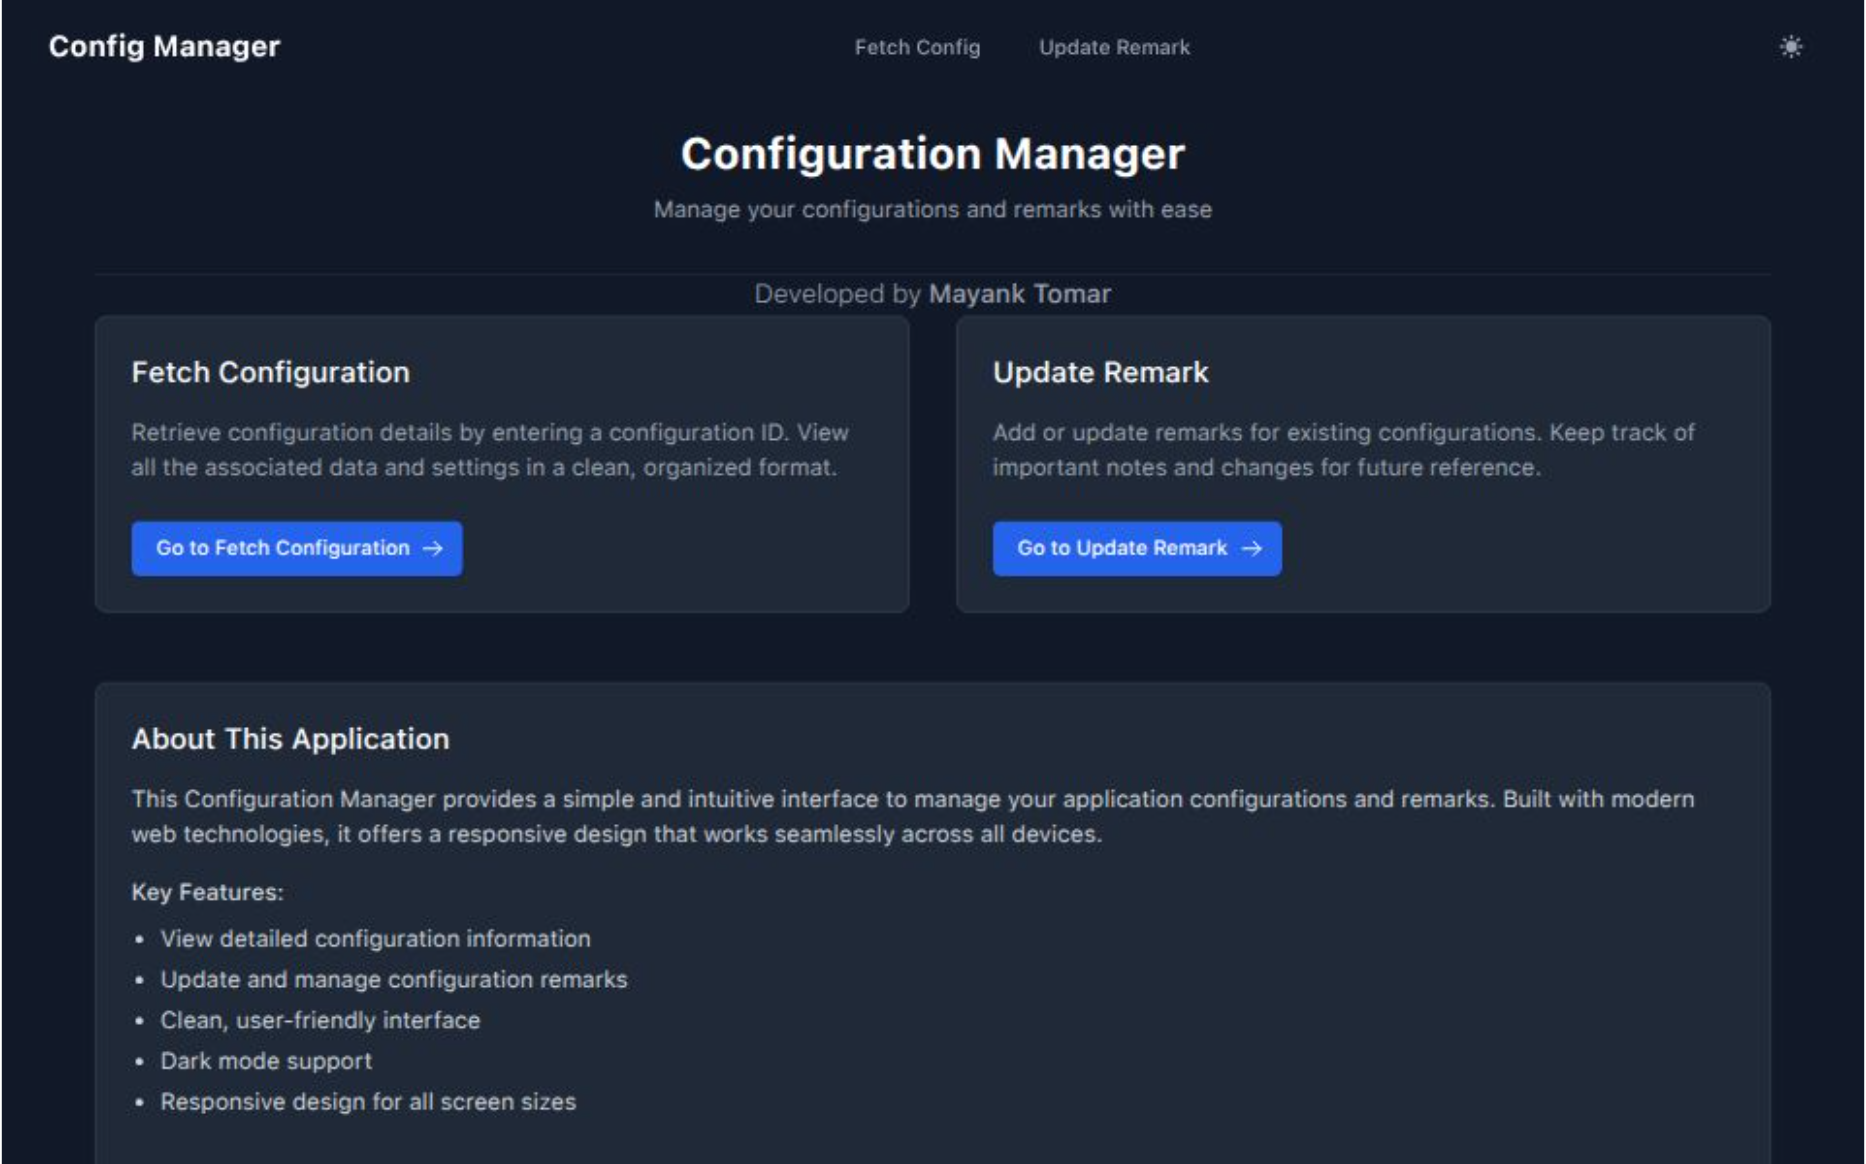 Config Manager
Fetch Config
Update Remark
Configuration Manager
Manage your configurations and remarks with ease
Developed by Mayank Tomar
Fetch Configuration
Retrieve configuration details by entering a configuration ID. View
all the associated data and settings in a clean, organized format.
Go to Fetch Configuration →
Update Remark
Add or update remarks for existing configurations. Keep track of
important notes and changes for future reference.
Go to Update Remark →
About This Application
This Configuration Manager provides a simple and intuitive interface to manage your application configurations and remarks. Built with modern
web technologies, it offers a responsive design that works seamlessly across all devices.
Key Features:
• View detailed configuration information
• Update and manage configuration remarks
• Clean, user-friendly interface
• Dark mode support
• Responsive design for all screen sizes